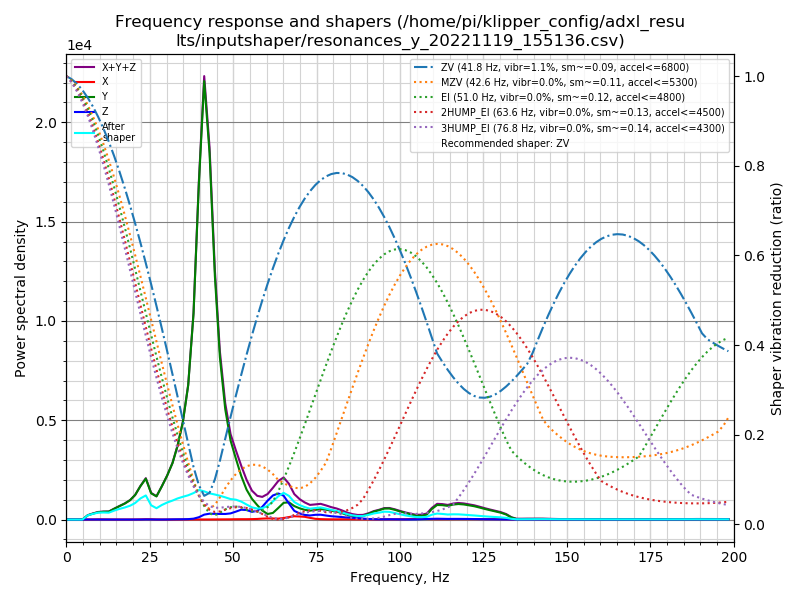 Frequency response and shapers (/home/pi/klipper_config/adxl_resu
lts/inputshaper/resonances_y_20221119_155136.csv)
1e4
X+Y+Z
X
Y
Z
After
shaper
ZV (41.8 Hz, vibr=1.1%, sm~=0.09, accel<=6800)
MZV (42.6 Hz, vibr=0.0%, sm~=0.11, accel<=5300)
EI (51.0 Hz, vibr=0.0%, sm~=0.12, accel<=4800)
2HUMP_EI (63.6 Hz, vibr=0.0%, sm~=0.13, accel<=4500)
3HUMP_EI (76.8 Hz, vibr=0.0%, sm~=0.14, accel<=4300)
Recommended shaper: ZV
Power spectral density
2.0
1.5
1.0
0.5
0.0
Shaper vibration reduction (ratio)
1.0
0.8
0.6
0.4
0.2
0.0
0 25 50 75 100 125 150 175 200
Frequency, Hz